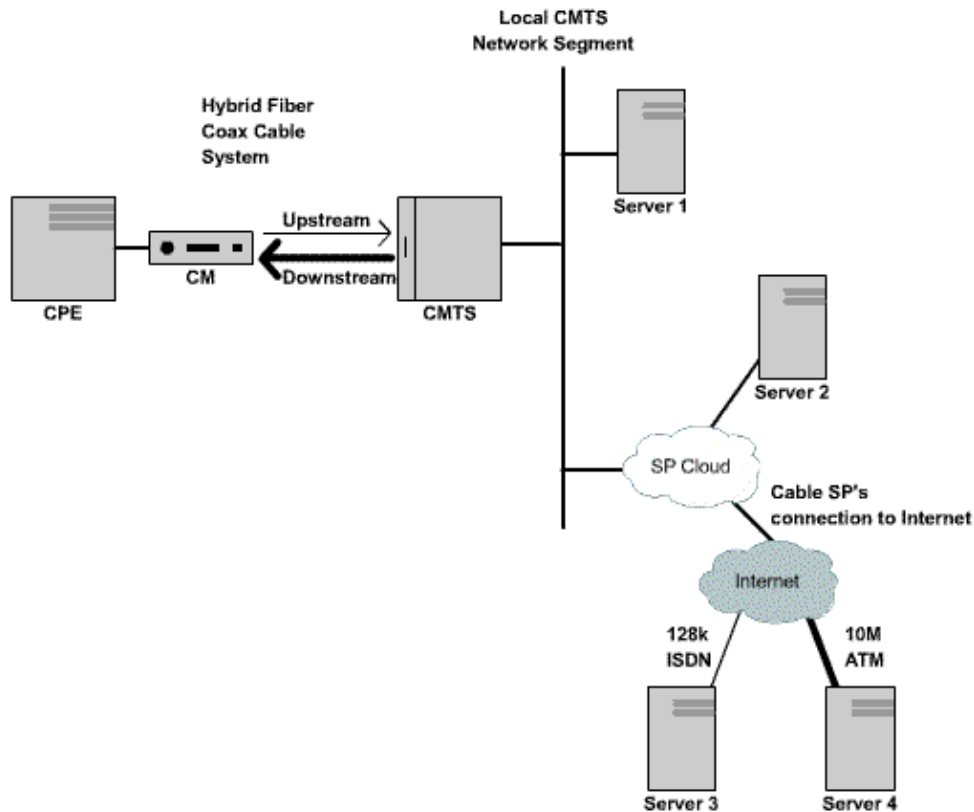 Local CMTS
Network Segment
Hybrid Fiber
Coax Cable
System
Server 1
Upstream
Downstream
CPE
CM
CMTS
Server 2
SP Cloud
Cable SP's
connection to Internet
Internet
128k
ISDN
10M
ATM
Server 3
Server 4